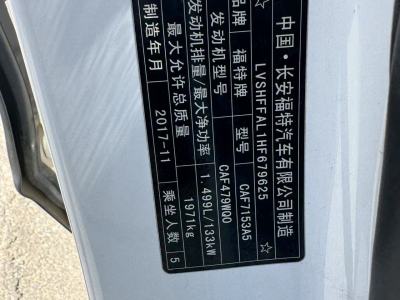 中国·长安福特汽车有限公司制造
☆LVSHFFAL1HF679625☆
品牌 福特牌 型号 CAF7153A5
发动机型号 CAF479WQ0
发动机排量/最大净功率 1.499L/133kW
最大允许总质量 1971kg
制造年月 2017-11 乘坐人数 5